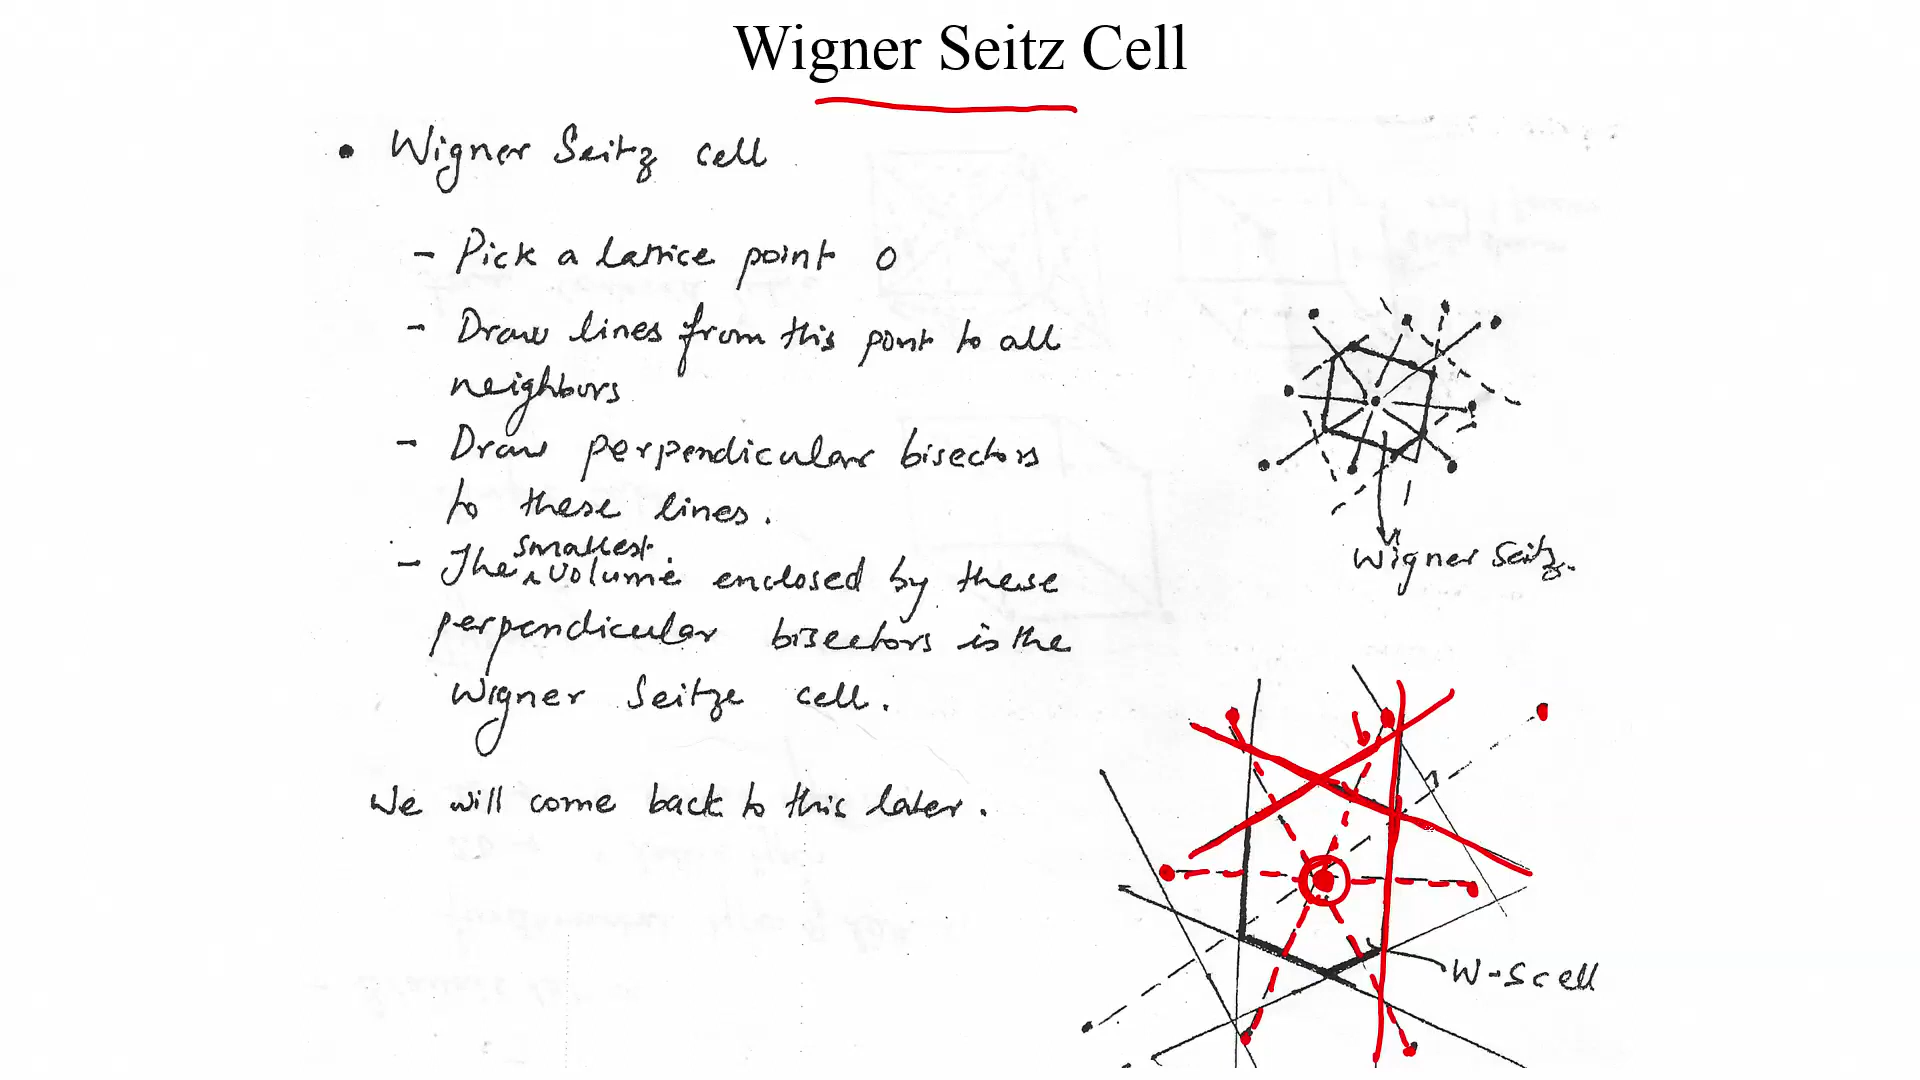 Wigner Seitz Cell
• Wigner Seitz cell
- Pick a lattice point O
- Draw lines from this point to all
neighbors
- Draw perpendicular bisectors
to these lines.
- The smallest volume enclosed by these
perpendicular bisectors is the
Wigner Seitze cell.
We will come back to this later.
Wigner Seitz.
W-S cell